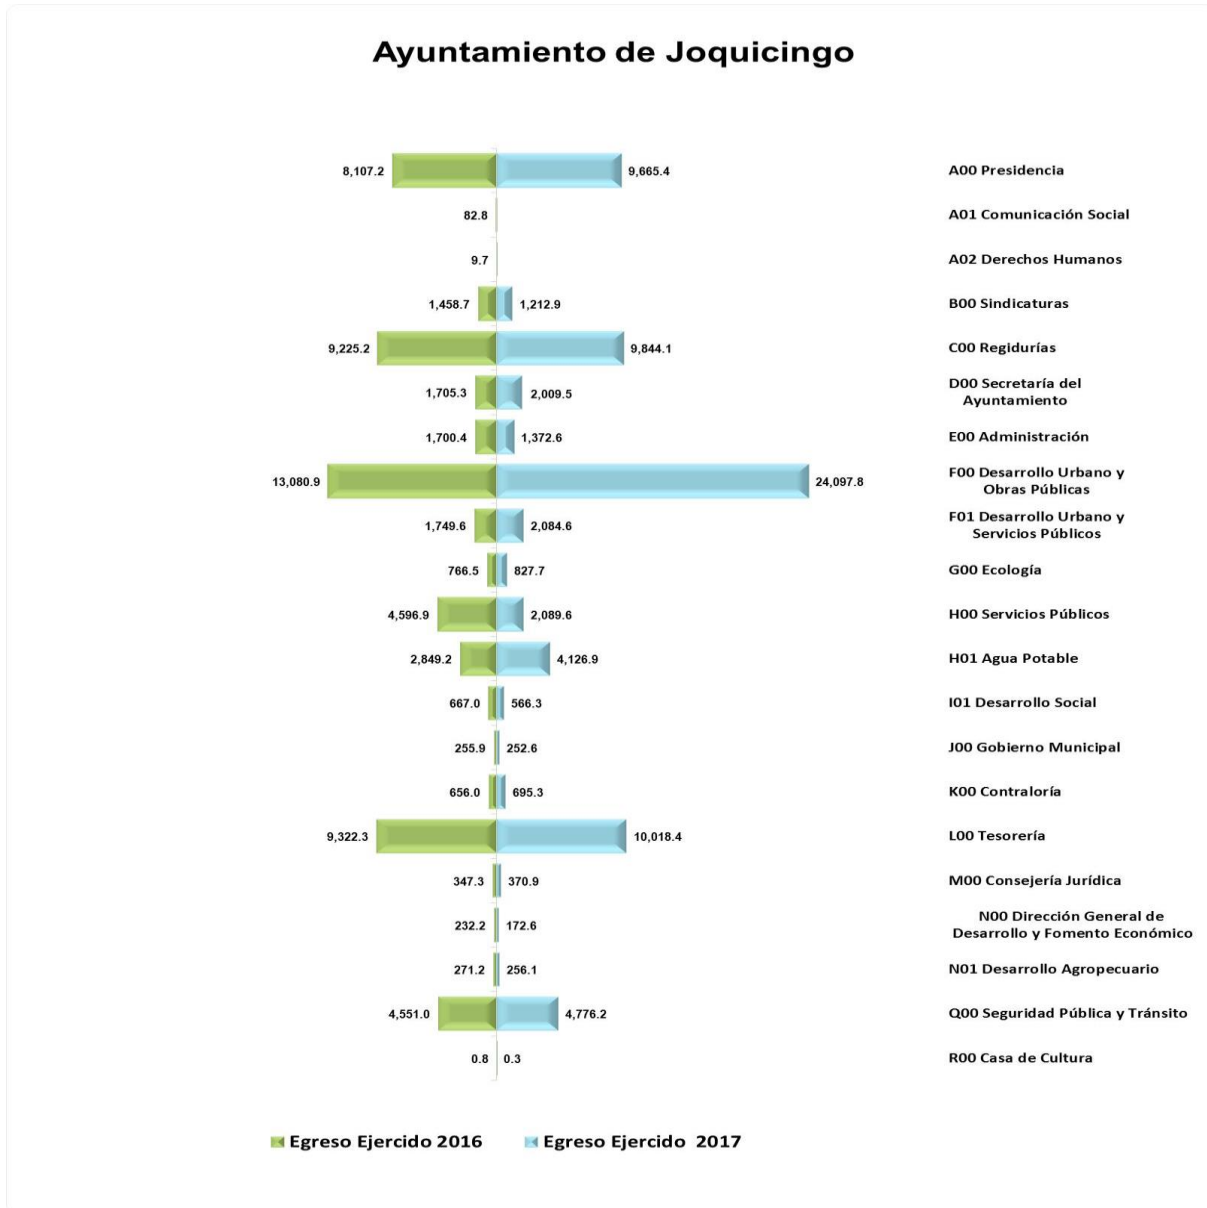 Ayuntamiento de Joquicingo
8,107.2 9,665.4 A00 Presidencia
82.8 A01 Comunicación Social
9.7 A02 Derechos Humanos
1,458.7 1,212.9 B00 Sindicaturas
9,225.2 9,844.1 C00 Regidurías
1,705.3 2,009.5 D00 Secretaría del
Ayuntamiento
1,700.4 1,372.6 E00 Administración
13,080.9 24,097.8 F00 Desarrollo Urbano y
Obras Públicas
1,749.6 2,084.6 F01 Desarrollo Urbano y
Servicios Públicos
766.5 827.7 G00 Ecología
4,596.9 2,089.6 H00 Servicios Públicos
2,849.2 4,126.9 H01 Agua Potable
667.0 566.3 I01 Desarrollo Social
255.9 252.6 J00 Gobierno Municipal
656.0 695.3 K00 Contraloría
9,322.3 10,018.4 L00 Tesorería
347.3 370.9 M00 Consejería Jurídica
232.2 172.6 N00 Dirección General de
Desarrollo y Fomento Económico
271.2 256.1 N01 Desarrollo Agropecuario
4,551.0 4,776.2 Q00 Seguridad Pública y Tránsito
0.8 0.3 R00 Casa de Cultura
Egreso Ejercido 2016 Egreso Ejercido 2017